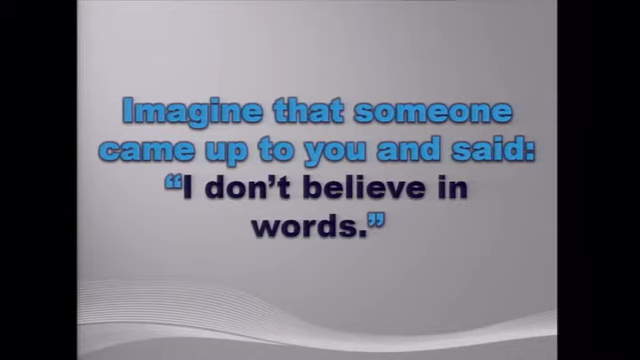 Imagine that someone
came up to you and said:
“I don’t believe in
words.”